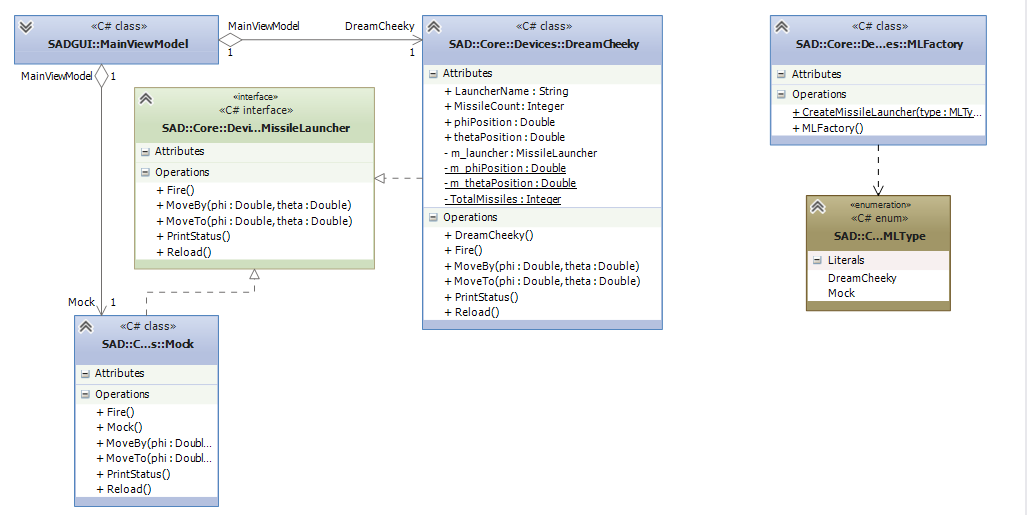 «C# class»
SADGUI::MainViewModel
MainViewModel
1
DreamCheeky
1
MainViewModel
1
Mock
1
«interface»
«C# interface»
SAD::Core::Devi...MissileLauncher
Attributes
Operations
+ Fire()
+ MoveBy(phi : Double, theta : Double)
+ MoveTo(phi : Double, theta : Double)
+ PrintStatus()
+ Reload()
«C# class»
SAD::Core::Devices::DreamCheeky
Attributes
+ LauncherName : String
+ MissileCount : Integer
+ phiPosition : Double
+ thetaPosition : Double
- m_launcher : MissileLauncher
- m_phiPosition : Double
- m_thetaPosition : Double
- TotalMissiles : Integer
Operations
+ DreamCheeky()
+ Fire()
+ MoveBy(phi : Double, theta : Double)
+ MoveTo(phi : Double, theta : Double)
+ PrintStatus()
+ Reload()
«C# class»
SAD::C...s::Mock
Attributes
Operations
+ Fire()
+ Mock()
+ MoveBy(phi : Doubl...
+ MoveTo(phi : Doubl...
+ PrintStatus()
+ Reload()
«C# class»
SAD::Core::De...es::MLFactory
Attributes
Operations
+ CreateMissileLauncher(type : MLTy...
+ MLFactory()
«enumeration»
«C# enum»
SAD::C...MLType
Literals
DreamCheeky
Mock